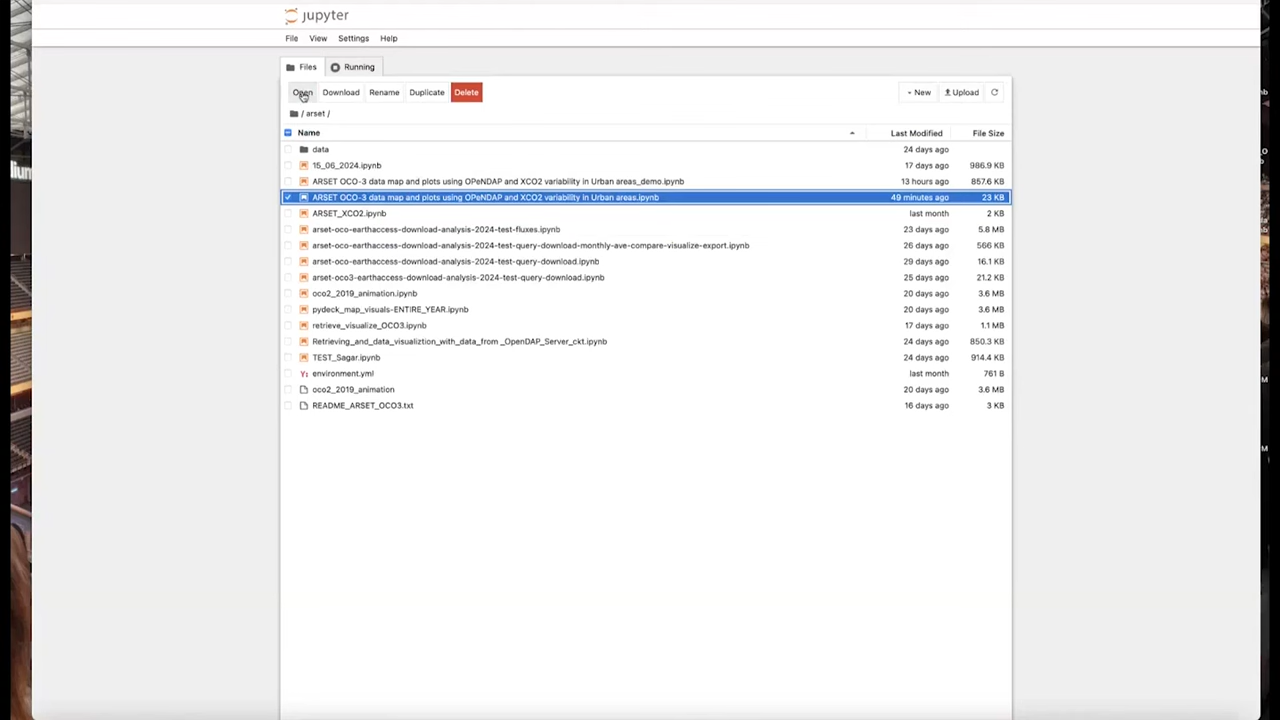 jupyter
File View Settings Help
Files Running
Open Download Rename Duplicate Delete New Upload
/ arset /
Name Last Modified File Size
data 24 days ago
15_06_2024.ipynb 17 days ago 986.9 KB
ARSET OCO-3 data map and plots using OPeNDAP and XCO2 variability in Urban areas_demo.ipynb 13 hours ago 857.6 KB
ARSET OCO-3 data map and plots using OPeNDAP and XCO2 variability in Urban areas.ipynb 49 minutes ago 23 KB
ARSET_XCO2.ipynb last month 2 KB
arset-oco-earthaccess-download-analysis-2024-test-fluxes.ipynb 23 days ago 5.8 MB
arset-oco-earthaccess-download-analysis-2024-test-query-download-monthly-ave-compare-visualize-export.ipynb 26 days ago 566 KB
arset-oco-earthaccess-download-analysis-2024-test-query-download.ipynb 29 days ago 16.1 KB
arset-oco3-earthaccess-download-analysis-2024-test-query-download.ipynb 25 days ago 21.2 KB
oco2_2019_animation.ipynb 20 days ago 3.6 MB
pydeck_map_visuals-ENTIRE_YEAR.ipynb 20 days ago 3.6 MB
retrieve_visualize_OCO3.ipynb 17 days ago 1.1 MB
Retrieving_and_data_visualiztion_with_data_from _OpenDAP_Server_ckt.ipynb 24 days ago 850.3 KB
TEST_Sagar.ipynb 24 days ago 914.4 KB
environment.yml last month 761 B
oco2_2019_animation 20 days ago 3.6 MB
README_ARSET_OCO3.txt 16 days ago 3 KB